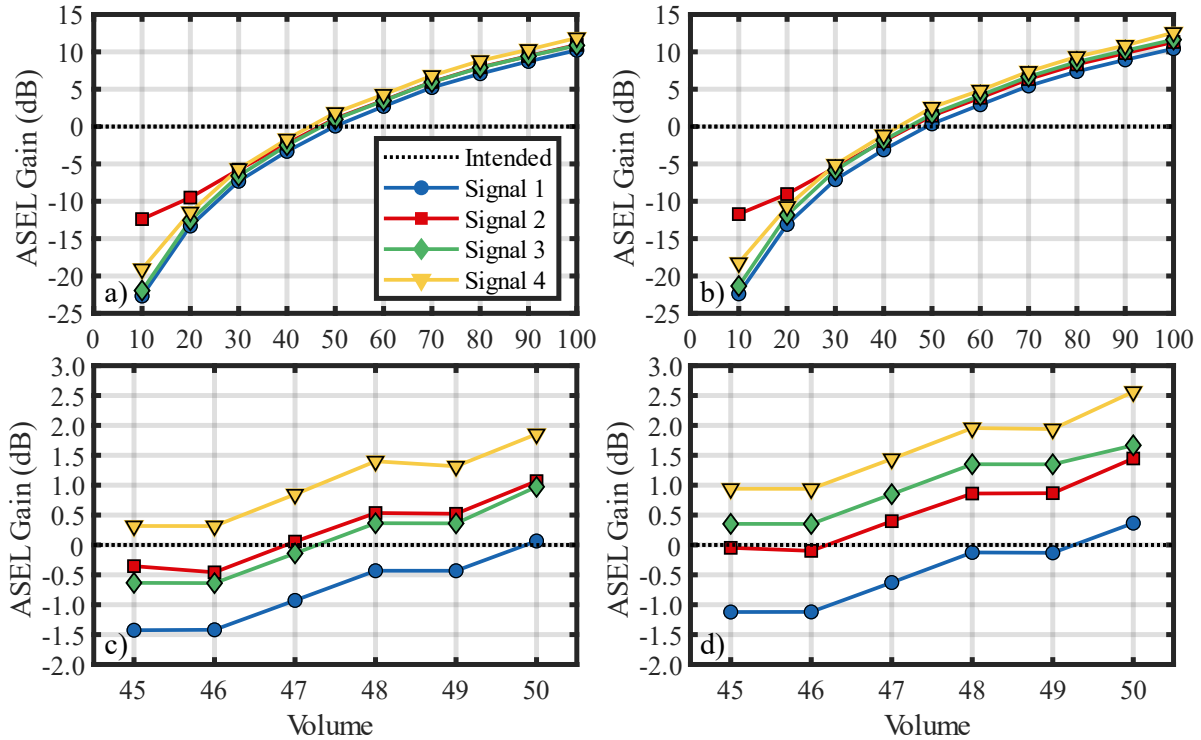 15
10
5
0
-5
-10
-15
-20
-25
ASEL Gain (dB)
a)
Intended
Signal 1
Signal 2
Signal 3
Signal 4
0 10 20 30 40 50 60 70 80 90 100
15
10
5
0
-5
-10
-15
-20
-25
ASEL Gain (dB)
b)
0 10 20 30 40 50 60 70 80 90 100
3.0
2.5
2.0
1.5
1.0
0.5
0
-0.5
-1.0
-1.5
-2.0
ASEL Gain (dB)
c)
45 46 47 48 49 50
Volume
3.0
2.5
2.0
1.5
1.0
0.5
0
-0.5
-1.0
-1.5
-2.0
ASEL Gain (dB)
d)
45 46 47 48 49 50
Volume